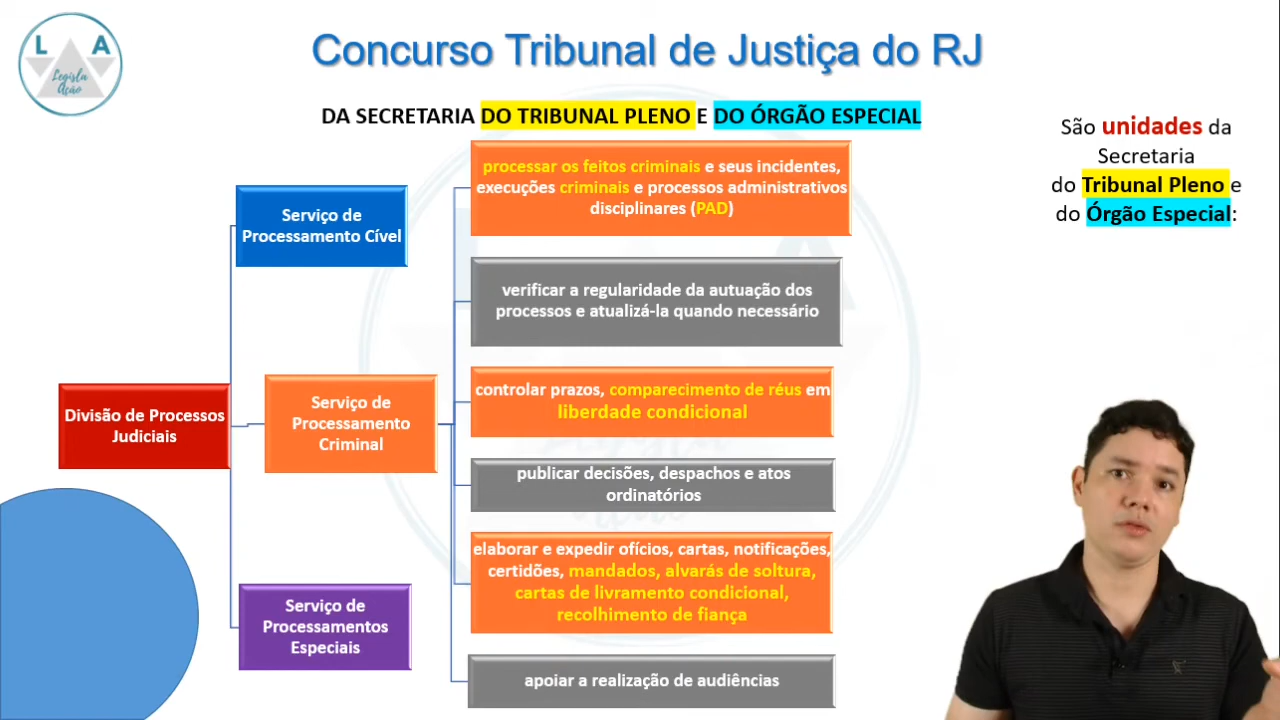 L A
Legisla
Ação
Concurso Tribunal de Justiça do RJ
DA SECRETARIA DO TRIBUNAL PLENO E DO ÓRGÃO ESPECIAL
São unidades da
Secretaria
do Tribunal Pleno e
do Órgão Especial:
Divisão de Processos
Judiciais
Serviço de
Processamento Cível
Serviço de
Processamento
Criminal
Serviço de
Processamentos
Especiais
processar os feitos criminais e seus incidentes,
execuções criminais e processos administrativos
disciplinares (PAD)
verificar a regularidade da autuação dos
processos e atualizá-la quando necessário
controlar prazos, comparecimento de réus em
liberdade condicional
publicar decisões, despachos e atos
ordinatórios
elaborar e expedir ofícios, cartas, notificações,
certidões, mandados, alvarás de soltura,
cartas de livramento condicional,
recolhimento de fiança
apoiar a realização de audiências